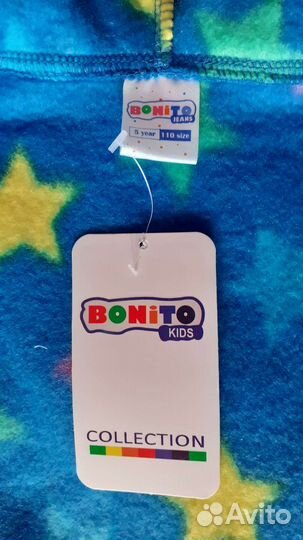 BONiTO
JEANS
5 year 110 size
BONiTO
KIDS
COLLECTION
Avito